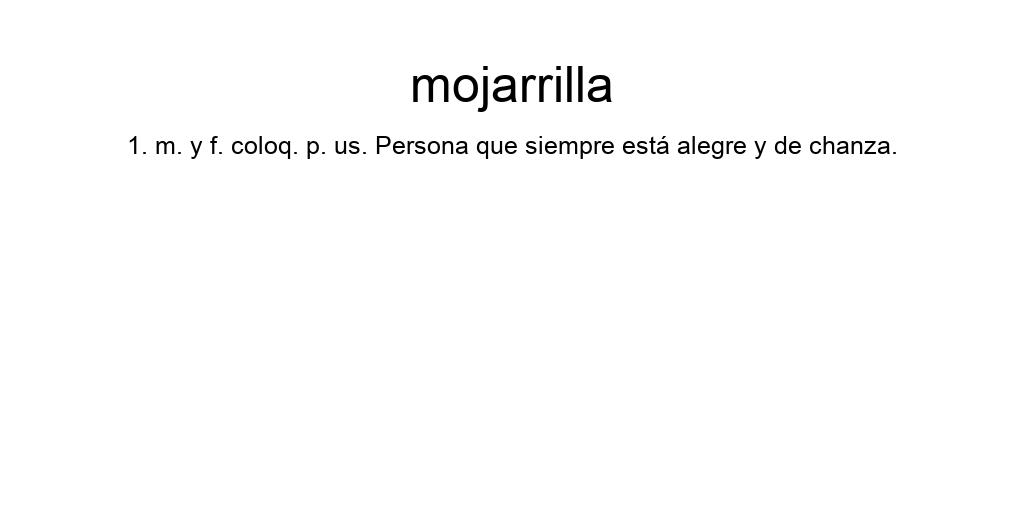 mojarrilla
1. m. y f. coloq. p. us. Persona que siempre está alegre y de chanza.